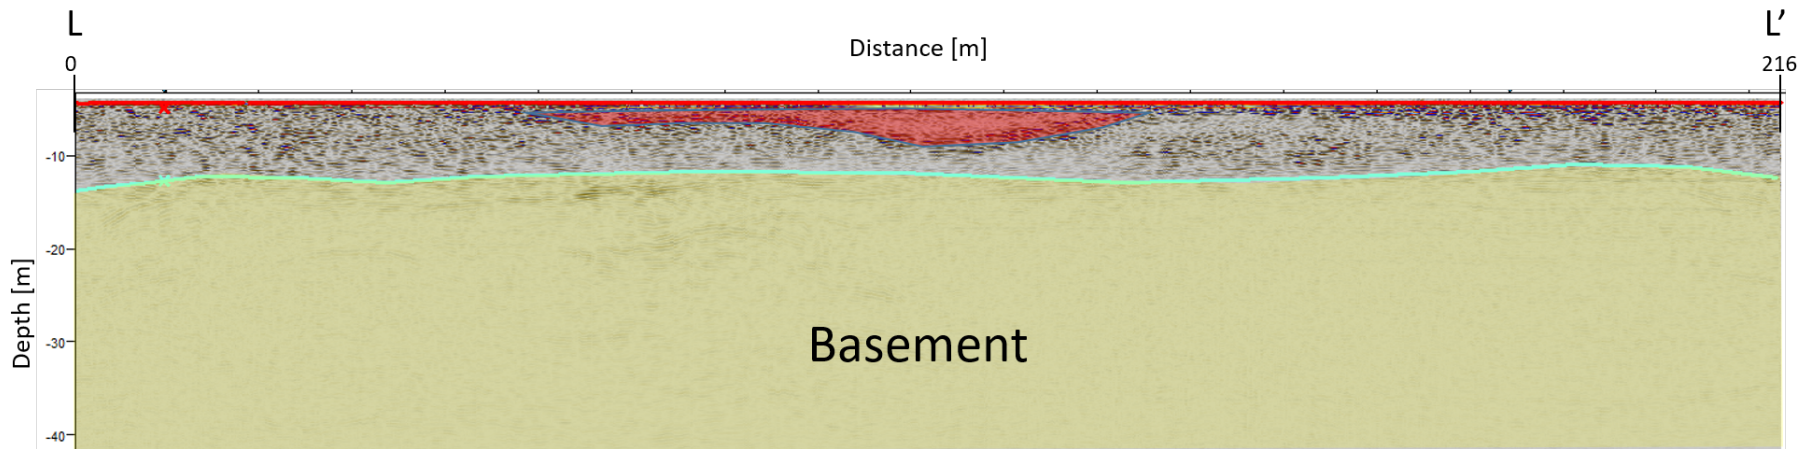 L L’
Distance [m]
0 216
-10
-20
-30
-40
Depth [m]
Basement